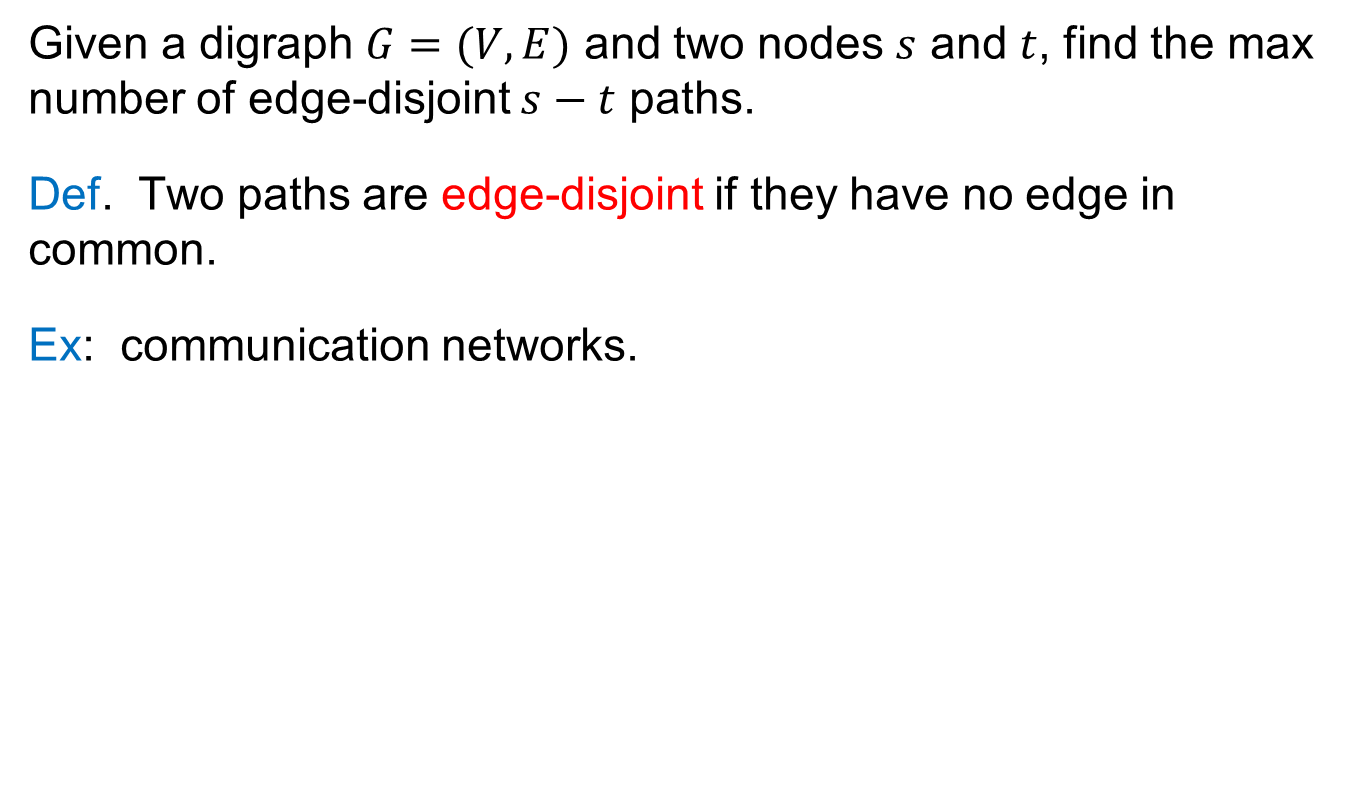 Given a digraph G = (V, E) and two nodes s and t, find the max
number of edge-disjoint s − t paths.
Def. Two paths are edge-disjoint if they have no edge in
common.
Ex: communication networks.